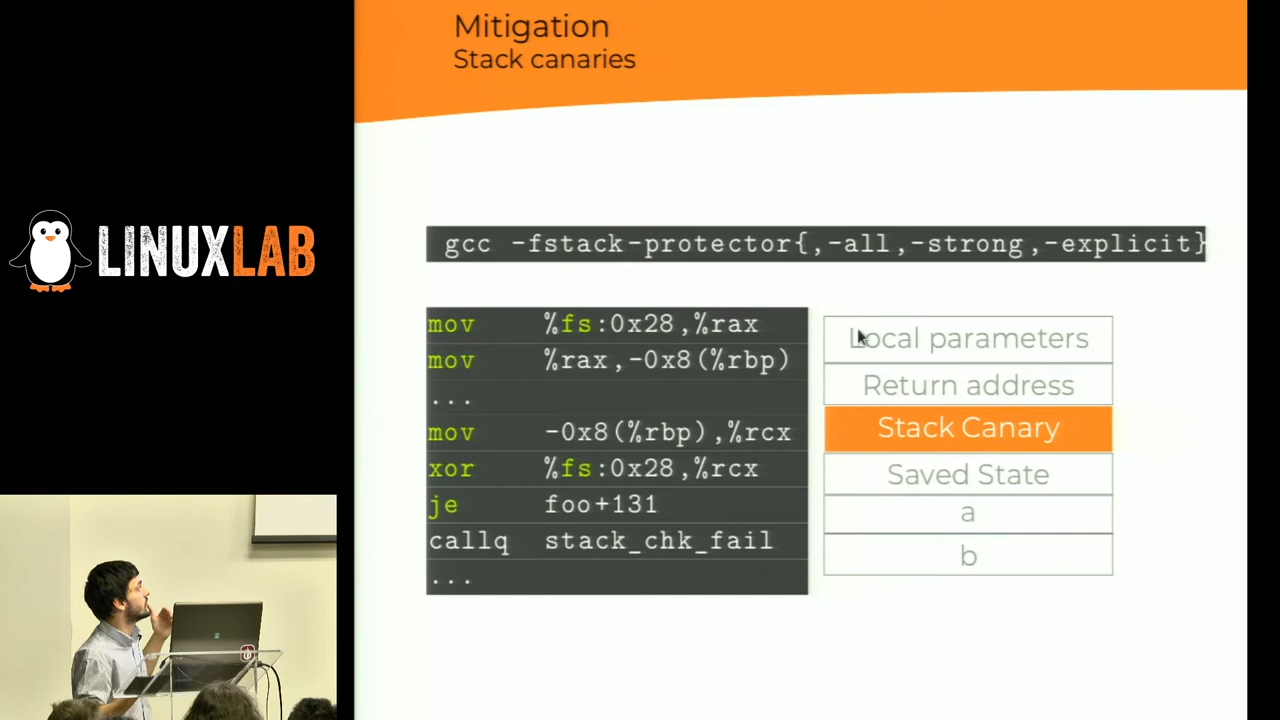 Mitigation
Stack canaries
LINUXLAB
gcc -fstack-protector{,-all,-strong,-explicit}
mov %fs:0x28,%rax
mov %rax,-0x8(%rbp)
...
mov -0x8(%rbp),%rcx
xor %fs:0x28,%rcx
je foo+131
callq stack_chk_fail
...
Local parameters
Return address
Stack Canary
Saved State
a
b